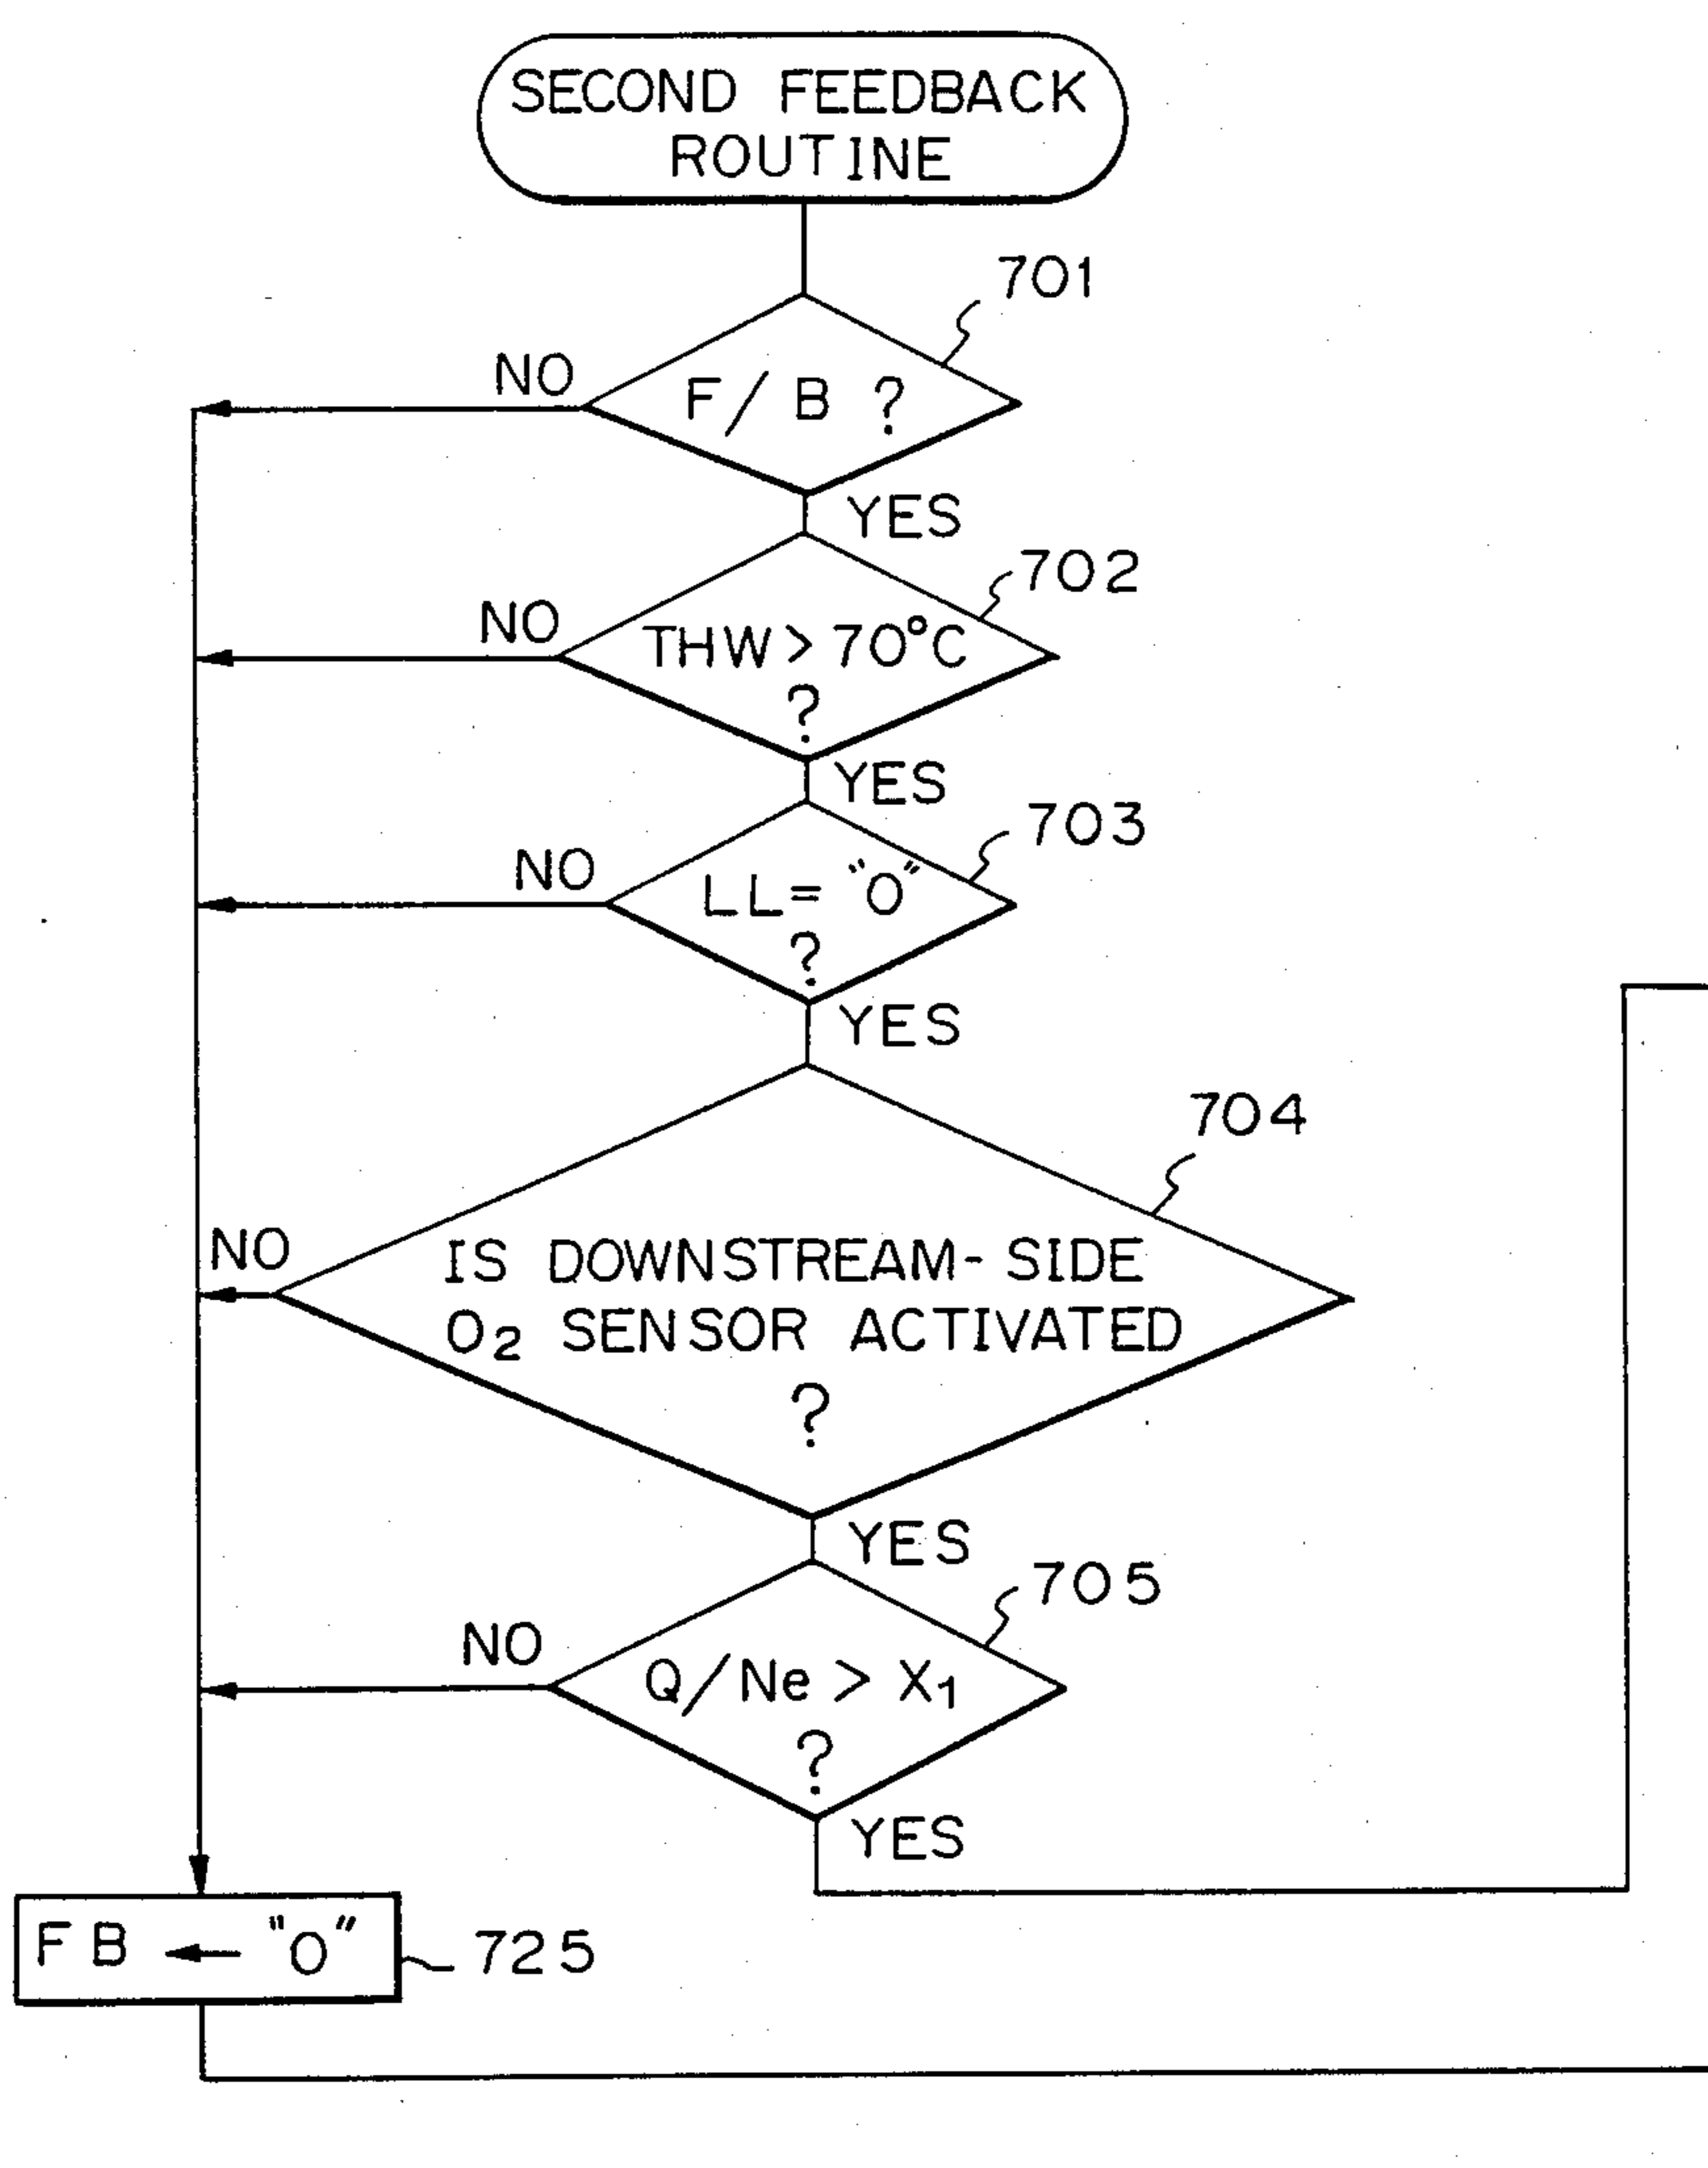 SECOND FEEDBACK
ROUTINE
701
NO
F/B ?
YES
702
NO
THW > 70°C
?
YES
703
NO
LL = "0"
?
YES
704
NO
IS DOWNSTREAM-SIDE
O₂ SENSOR ACTIVATED
?
YES
705
NO
Q/Ne > X₁
?
YES
FB ← "0"
725